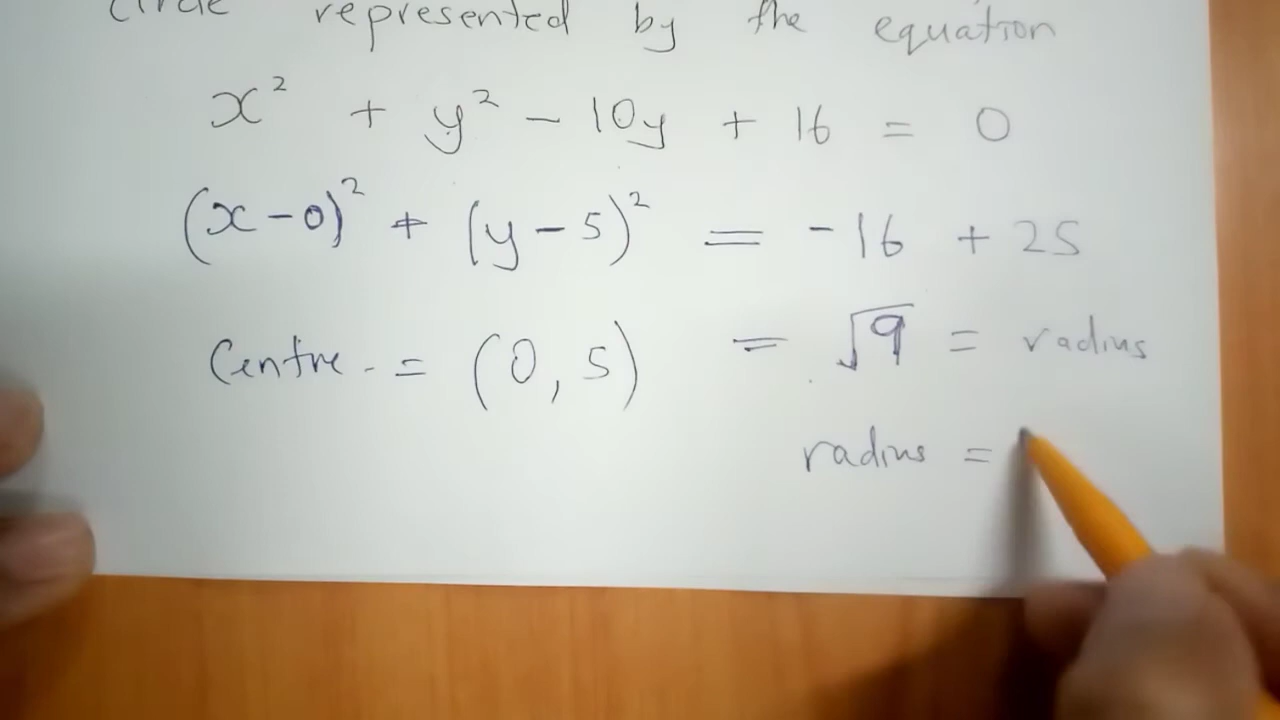 circle represented by the equation
x² + y² - 10y + 16 = 0
(x-0)² + (y-5)² = -16 + 25
Centre. = (0, 5) = √9 = radius
radius =